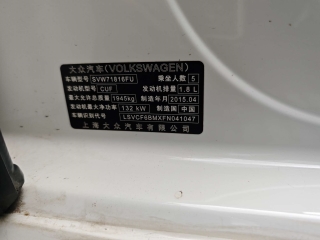 大众汽车(VOLKSWAGEN)
车辆型号 SVW71816FU 乘坐人数 5
发动机型号 CUF 发动机排量 1.8 L
最大允许总质量 1945kg 制造年月 2015.04
发动机最大净功率 132 kW 制造国 中国
车辆识别代号 LSVCF6BMXFN041047
上海大众汽车有限公司